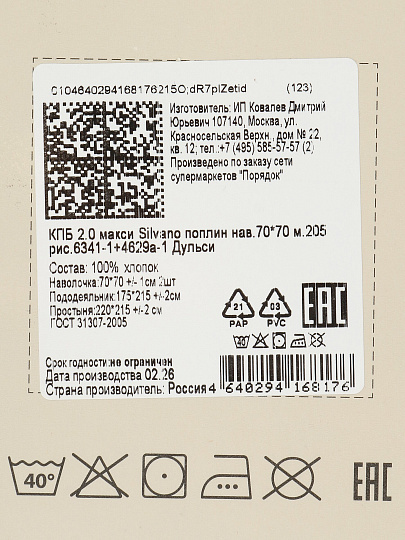 0104640294168176215O;dR7plZetid (123)
Изготовитель: ИП Ковалев Дмитрий
Юрьевич 107140, Москва, ул.
Красносельская Верхн., дом № 22,
кв. 12; тел.:+7 (495) 585-57-57 (2)
Произведено по заказу сети
супермаркетов "Порядок"
КПБ 2.0 макси Silvano поплин нав.70*70 м.205
рис.6341-1+4629а-1 Дульси
Состав: 100% хлопок
Наволочка:70*70 +/- 1см 2шт
Пододеяльник:175*215 +/-2см
Простыня:220*215 +/-2 см
ГОСТ 31307-2005
21
PAP
03
PVC
EAC
40
Срок годности:не ограничен
Дата производства 02.26
Страна производитель: Россия
4 640294 168176
40°
EAC